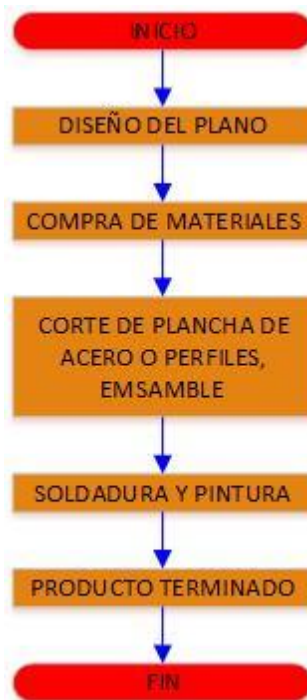 INICIO
DISEÑO DEL PLANO
COMPRA DE MATERIALES
CORTE DE PLANCHA DE
ACERO O PERFILES,
EMSAMBLE
SOLDADURA Y PINTURA
PRODUCTO TERMINADO
FIN